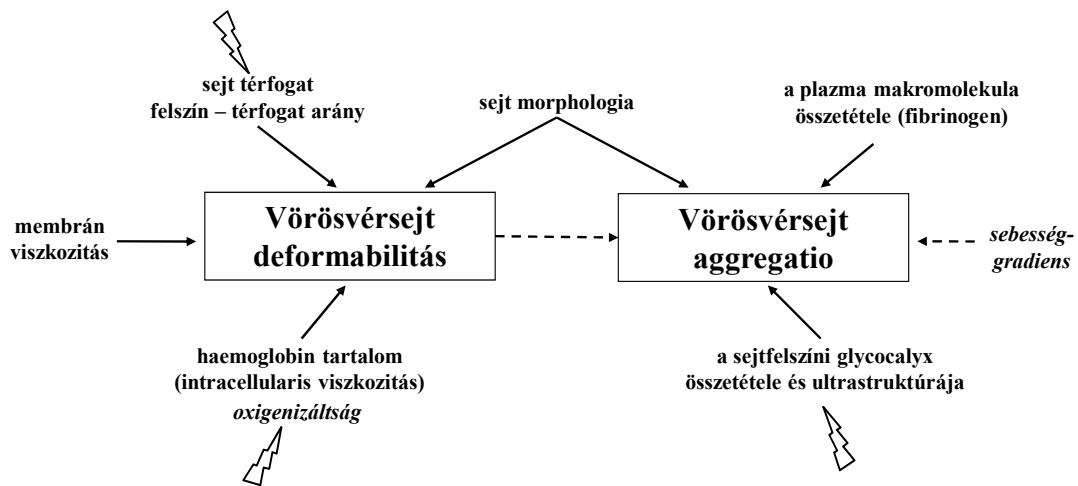 sejt térfogat
felszín – térfogat arány
sejt morphologia
a plazma makromolekula
összetétele (fibrinogen)
membrán
viszkozitás
Vörösvérsejt
deformabilitás
Vörösvérsejt
aggregatio
sebesség-
gradiens
haemoglobin tartalom
(intracellularis viszkozitás)
oxigenizáltság
a sejtfelszíni glycocalyx
összetétele és ultrastruktúrája